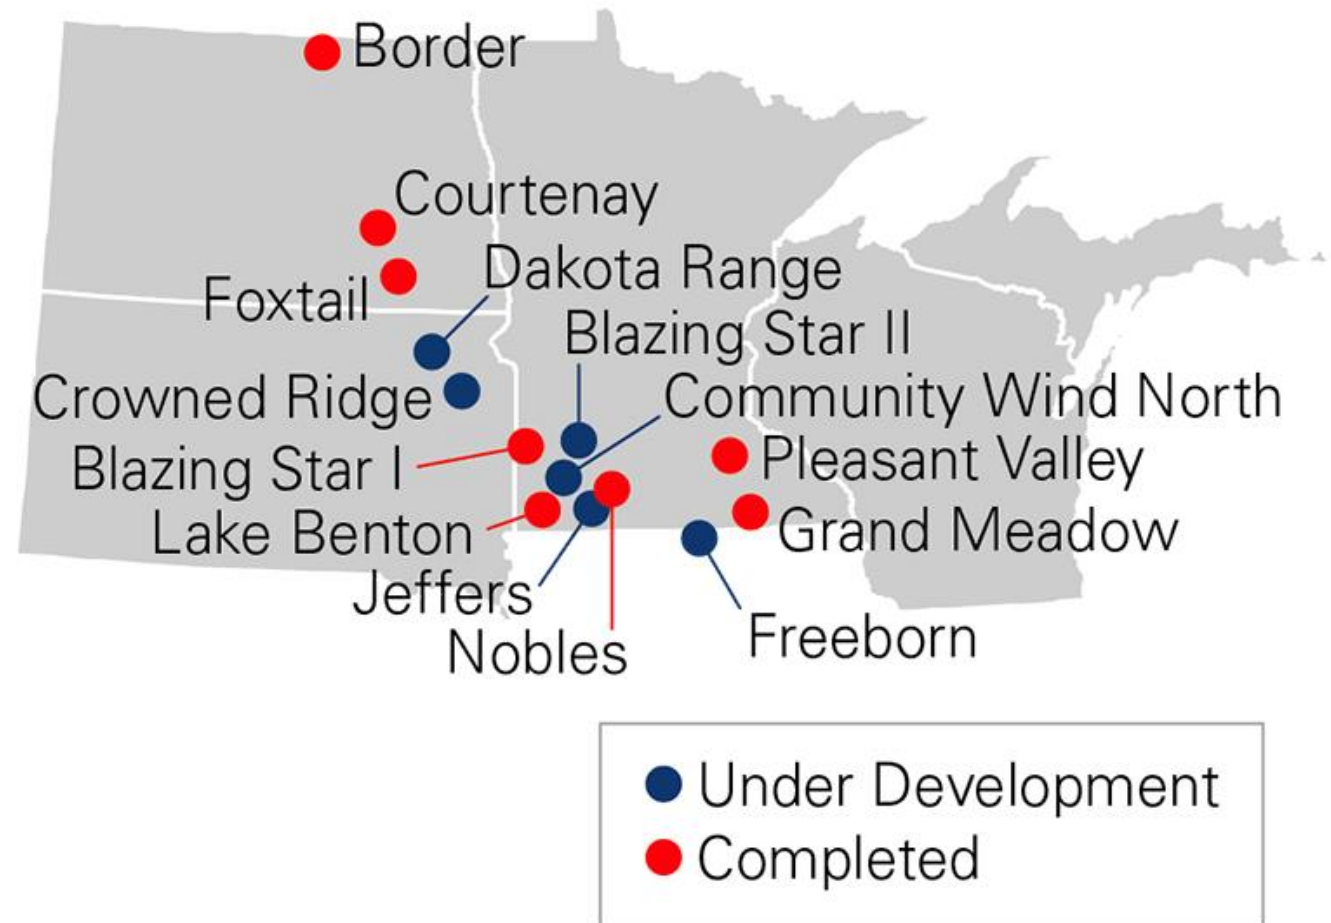 Border
Courtenay
Dakota Range
Foxtail
Blazing Star II
Crowned Ridge
Community Wind North
Blazing Star I
Pleasant Valley
Lake Benton
Grand Meadow
Jeffers
Freeborn
Nobles
Under Development
Completed